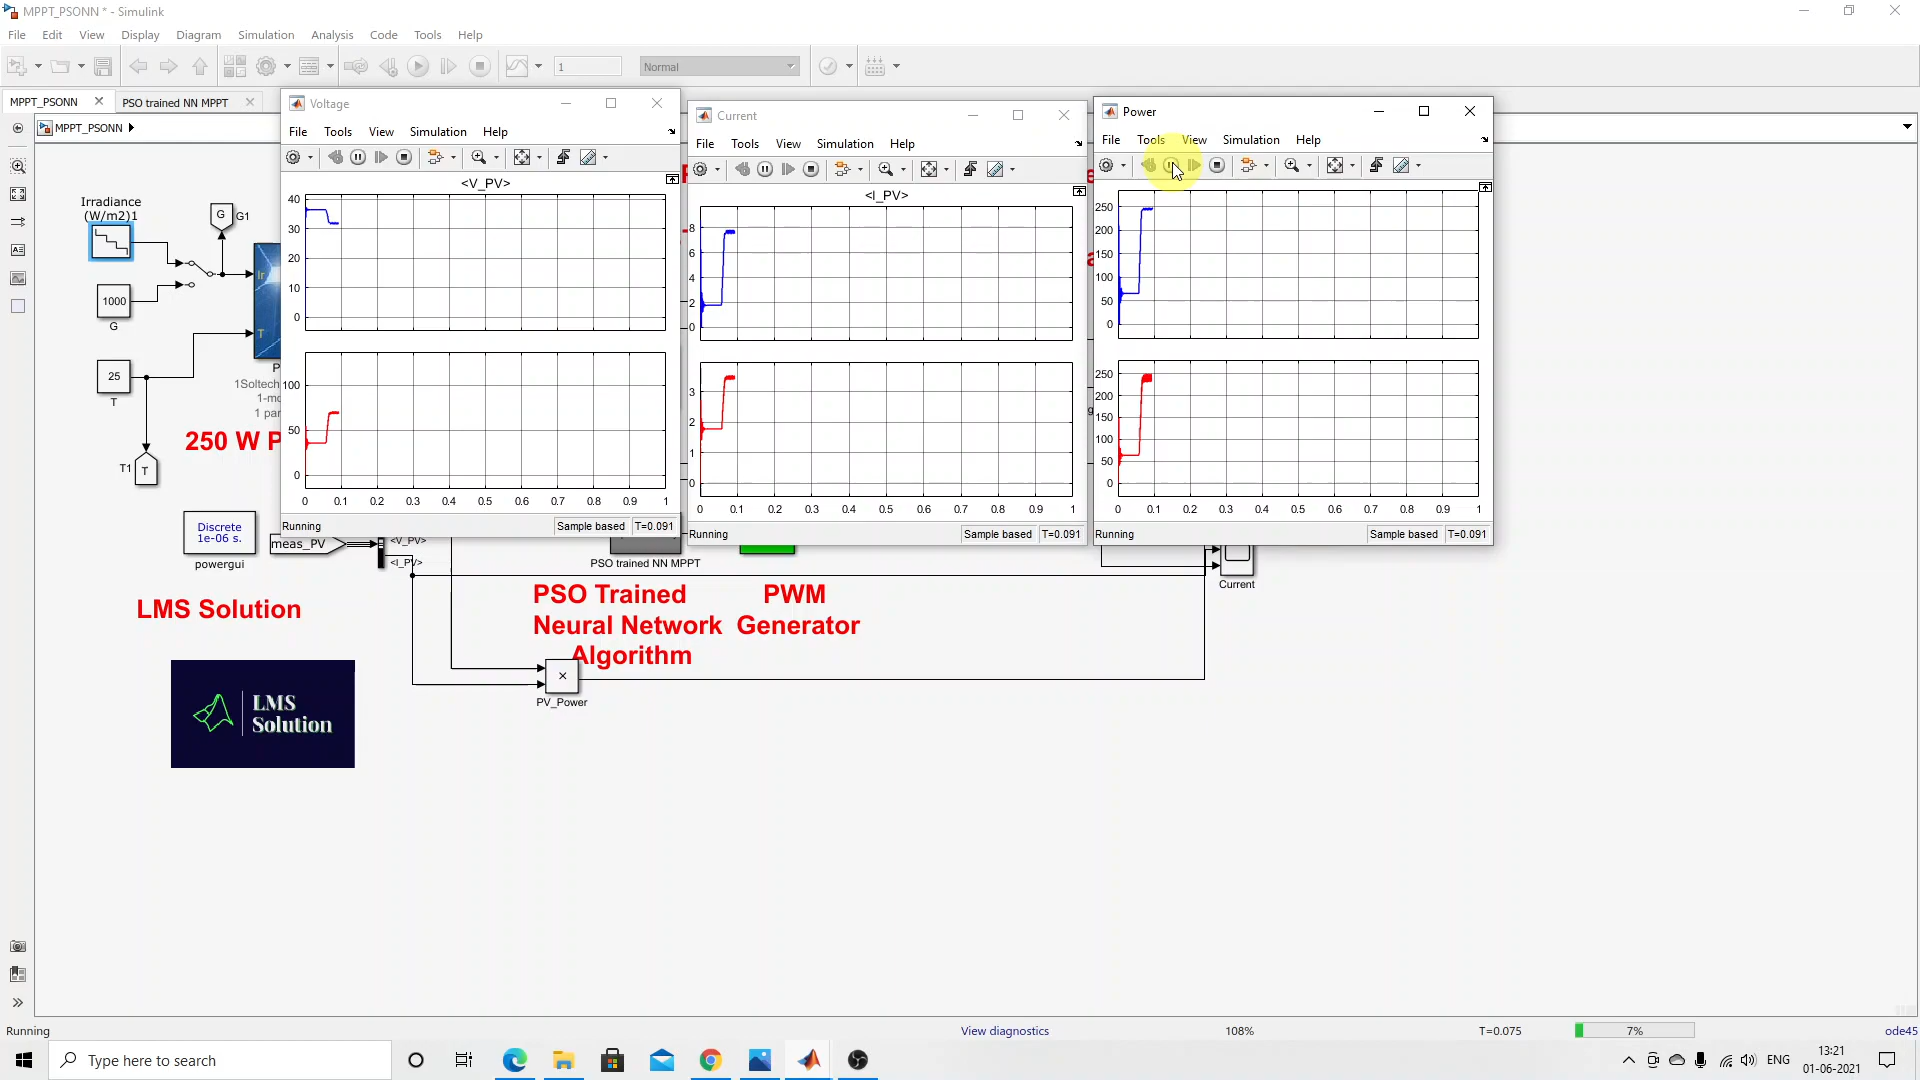 MPPT_PSONN * - Simulink
File Edit View Display Diagram Simulation Analysis Code Tools Help
1
Normal
MPPT_PSONN
PSO trained NN MPPT
MPPT_PSONN
Irradiance
(W/m2)1
G
G1
Ir
1000
G
T
25
T
1Soltech
1-mo
1 par
250 W P
T1
T
Discrete
1e-06 s.
powergui
meas_PV
<V_PV>
<I_PV>
LMS Solution
LMS
Solution
Voltage
File Tools View Simulation Help
<V_PV>
40
30
20
10
0
100
50
0
0 0.1 0.2 0.3 0.4 0.5 0.6 0.7 0.8 0.9 1
Running
Sample based
T=0.091
Current
File Tools View Simulation Help
<I_PV>
8
6
4
2
0
3
2
1
0
0 0.1 0.2 0.3 0.4 0.5 0.6 0.7 0.8 0.9 1
Running
Sample based
T=0.091
Power
File Tools View Simulation Help
250
200
150
100
50
0
250
200
150
100
50
0
0 0.1 0.2 0.3 0.4 0.5 0.6 0.7 0.8 0.9 1
Running
Sample based
T=0.091
PSO trained NN MPPT
Current
PSO Trained
Neural Network
Algorithm
PWM
Generator
×
PV_Power
Running
View diagnostics
108%
T=0.075
7%
ode45
Type here to search
ENG
13:21
01-06-2021